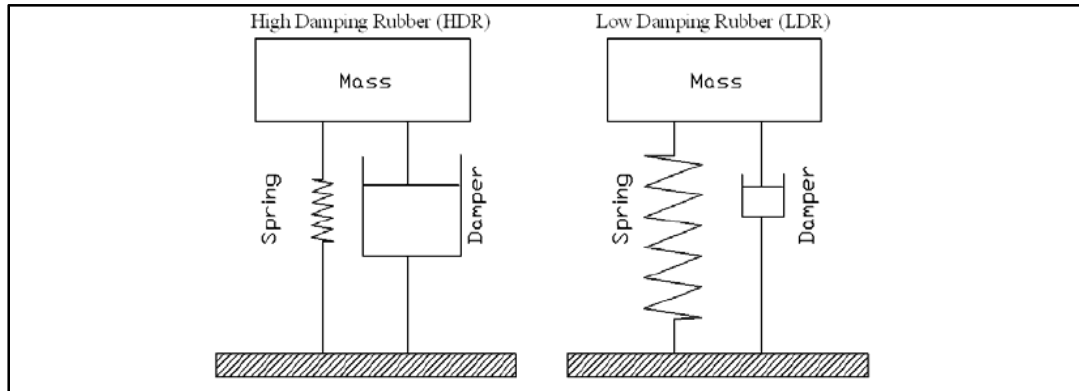 High Damping Rubber (HDR)
Mass
Spring
Damper
Low Damping Rubber (LDR)
Mass
Spring
Damper